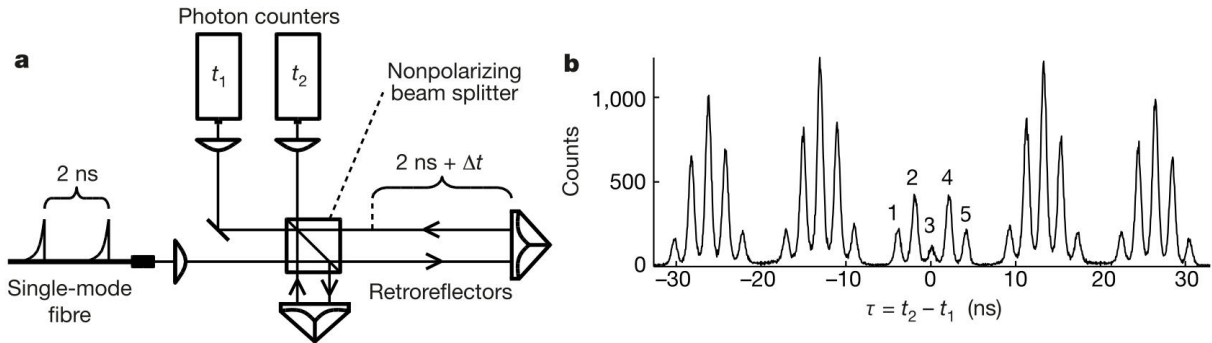 a
Photon counters
t1
t2
Nonpolarizing
beam splitter
2 ns
2 ns + Δt
Single-mode
fibre
Retroreflectors
b
Counts
1,000
500
0
1
2
3
4
5
−30
−20
−10
0
10
20
30
τ = t2 − t1 (ns)